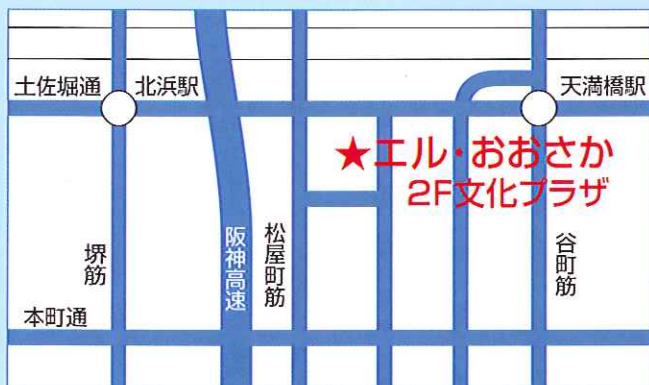 土佐堀通
北浜駅
天満橋駅
★エル・おおさか
2F文化プラザ
堺筋
阪神高速
松屋町筋
谷町筋
本町通